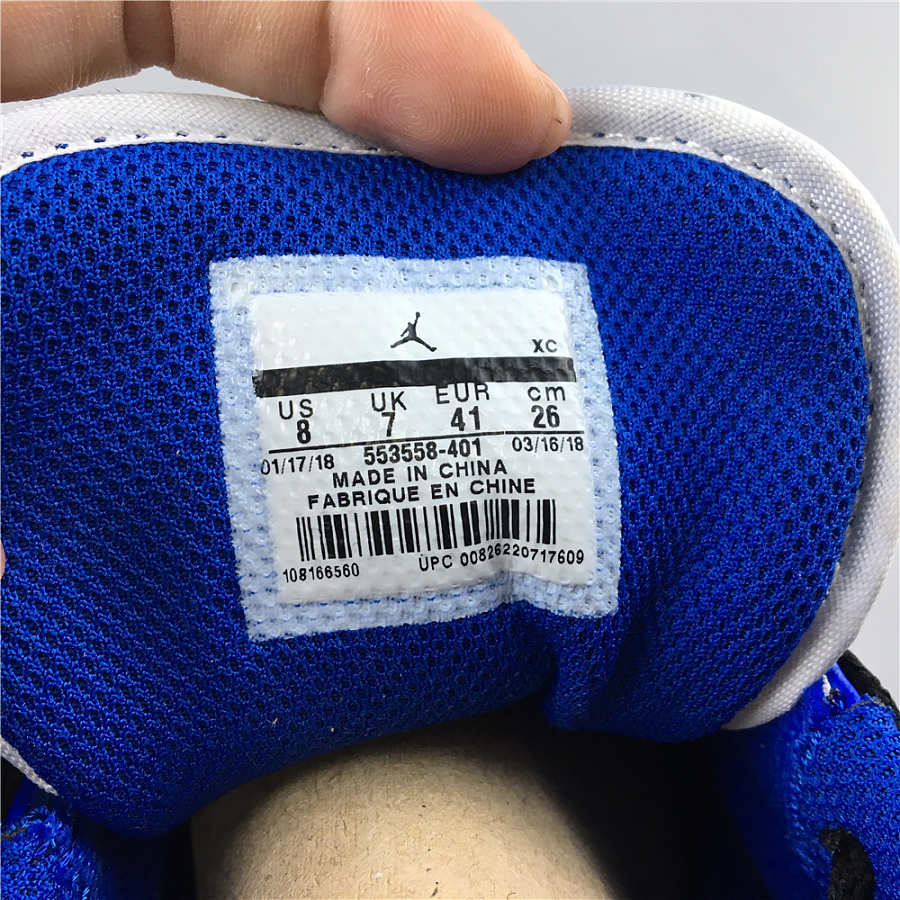 XC
US UK EUR cm
8 7 41 26
01/17/18 553558-401 03/16/18
MADE IN CHINA
FABRIQUE EN CHINE
108166560 UPC 00826220717609